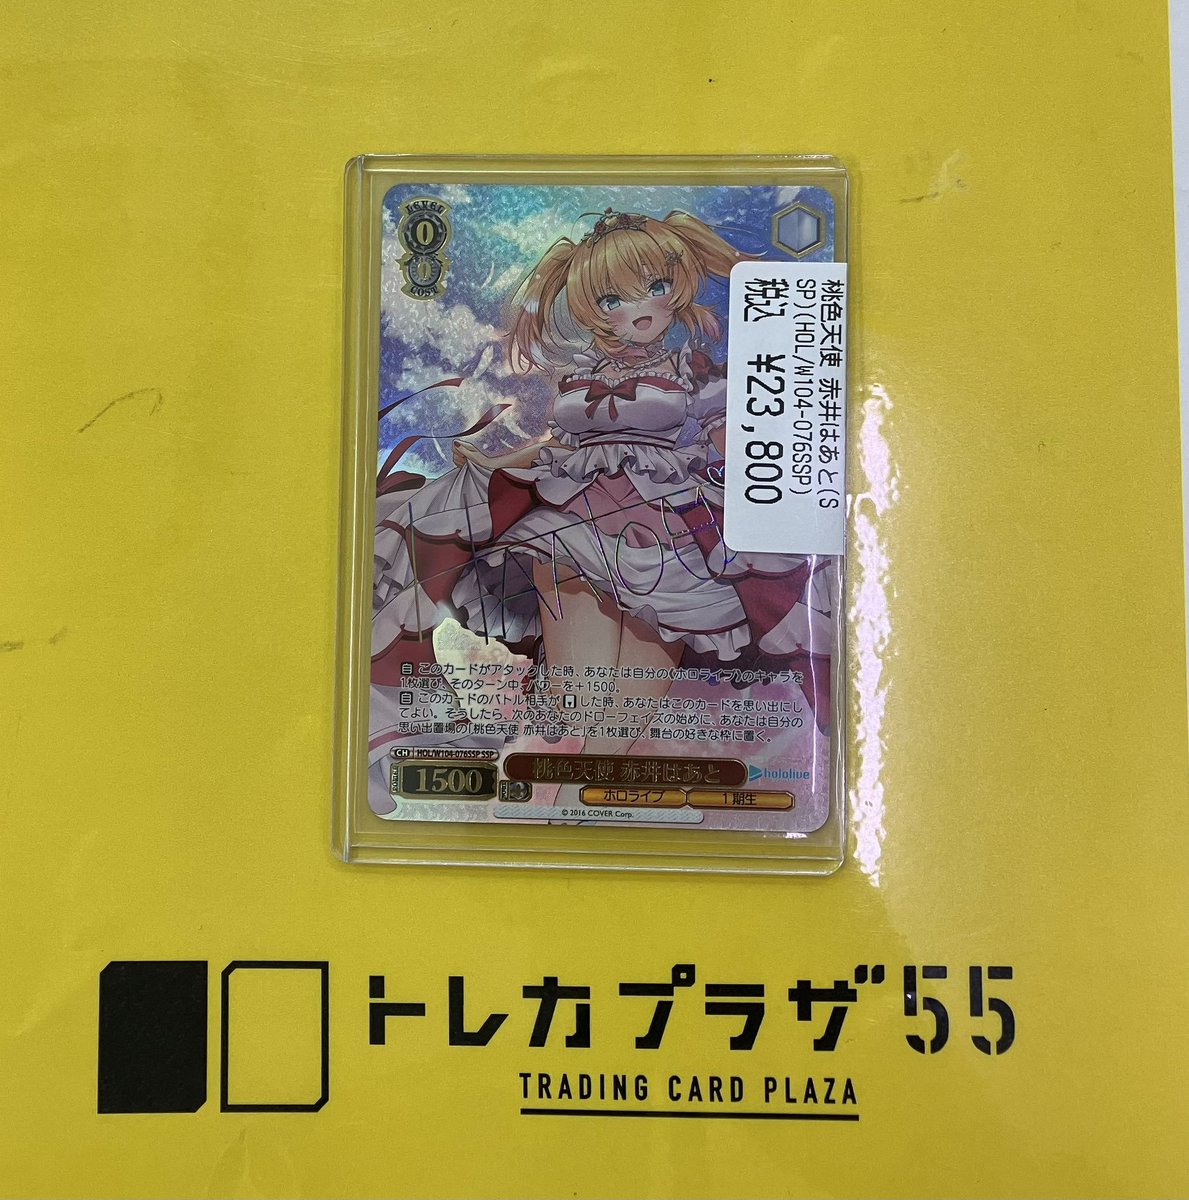 LEVEL
0
0
COST
桃色天使 赤井はあと(S
SP)(HOL/W104-076SSP)
税込 ¥23,800
HAATO
自 このカードがアタックした時、あなたは自分の《ホロライブ》のキャラを
1枚選び、そのターン中、パワーを+1500。
自 このカードのバトル相手が した時、あなたはこのカードを思い出にし
てよい。そうしたら、次のあなたのドローフェイズの始めに、あなたは自分の
思い出置場の「桃色天使 赤井はあと」を1枚選び、舞台の好きな枠に置く。
CH HOL/W104-076SSP SSP
1500
桃色天使 赤井はあと
hololive
ホロライブ
1期生
© 2016 COVER Corp.
トレカプラザ55
TRADING CARD PLAZA